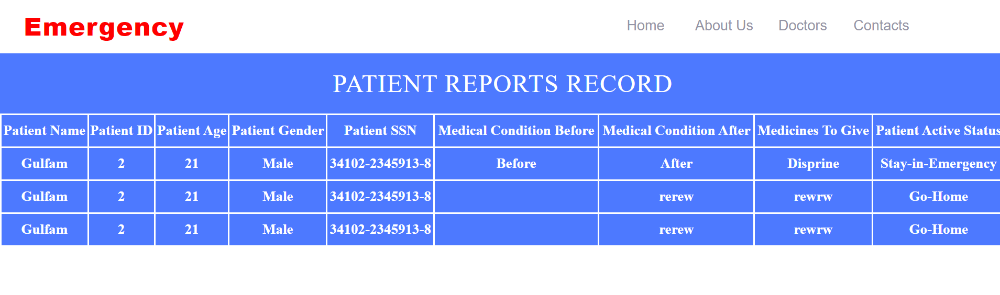 Emergency Home About Us Doctors Contacts
PATIENT REPORTS RECORD
Patient Name Patient ID Patient Age Patient Gender Patient SSN Medical Condition Before Medical Condition After Medicines To Give Patient Active Status
Gulfam 2 21 Male 34102-2345913-8 Before After Disprine Stay-in-Emergency
Gulfam 2 21 Male 34102-2345913-8 rerew rewrw Go-Home
Gulfam 2 21 Male 34102-2345913-8 rerew rewrw Go-Home